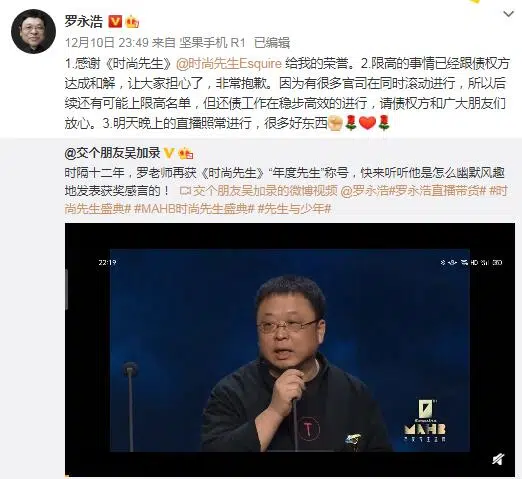 罗永浩
12月10日 23:49 来自 坚果手机 R1 已编辑
1.感谢《时尚先生》@时尚先生Esquire 给我的荣誉。2.限高的事情已经跟债权方
达成和解，让大家担心了，非常抱歉。因为有很多官司在同时滚动进行，所以后
续还有可能上限高名单，但还债工作在稳步高效的进行，请债权方和广大朋友们
放心。3.明天晚上的直播照常进行，很多好东西
@交个朋友吴加录
时隔十二年，罗老师再获《时尚先生》“年度先生”称号，快来听听他是怎么幽默风趣
地发表获奖感言的！ 交个朋友吴加录的微博视频 @罗永浩#罗永浩直播带货# #时
尚先生盛典# #MAHB时尚先生盛典# #先生与少年#
22:19
T
MAHB